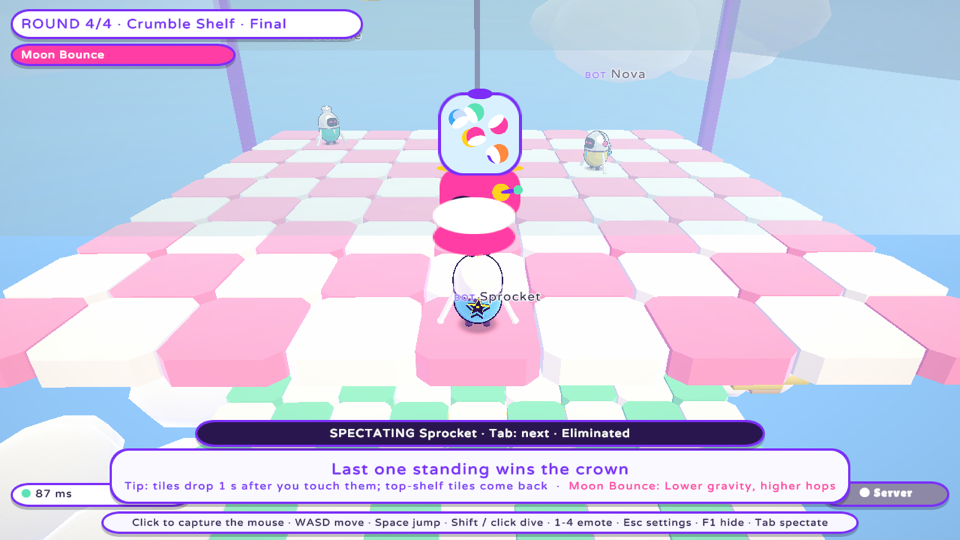 ROUND 4/4 · Crumble Shelf · Final
Moon Bounce
BOT Nova
BOT Sprocket
SPECTATING Sprocket · Tab: next · Eliminated
Last one standing wins the crown
Tip: tiles drop 1 s after you touch them; top-shelf tiles come back · Moon Bounce: Lower gravity, higher hops
87 ms
Server
Click to capture the mouse · WASD move · Space jump · Shift / click dive · 1-4 emote · Esc settings · F1 hide · Tab spectate